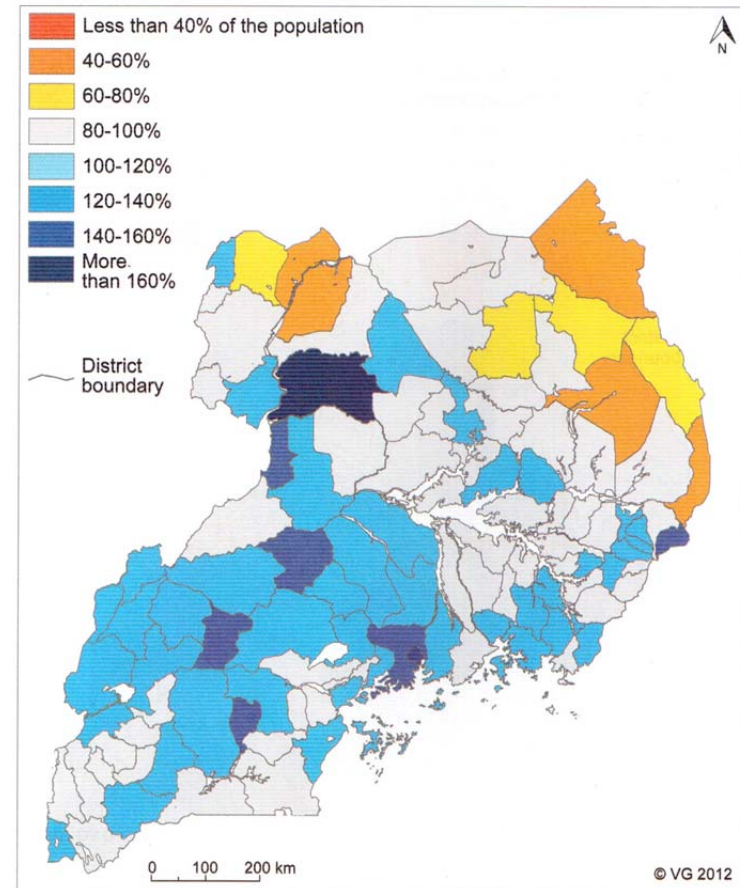 Less than 40% of the population
40-60%
60-80%
80-100%
100-120%
120-140%
140-160%
More
than 160%
District
boundary
N
0 100 200 km
© VG 2012